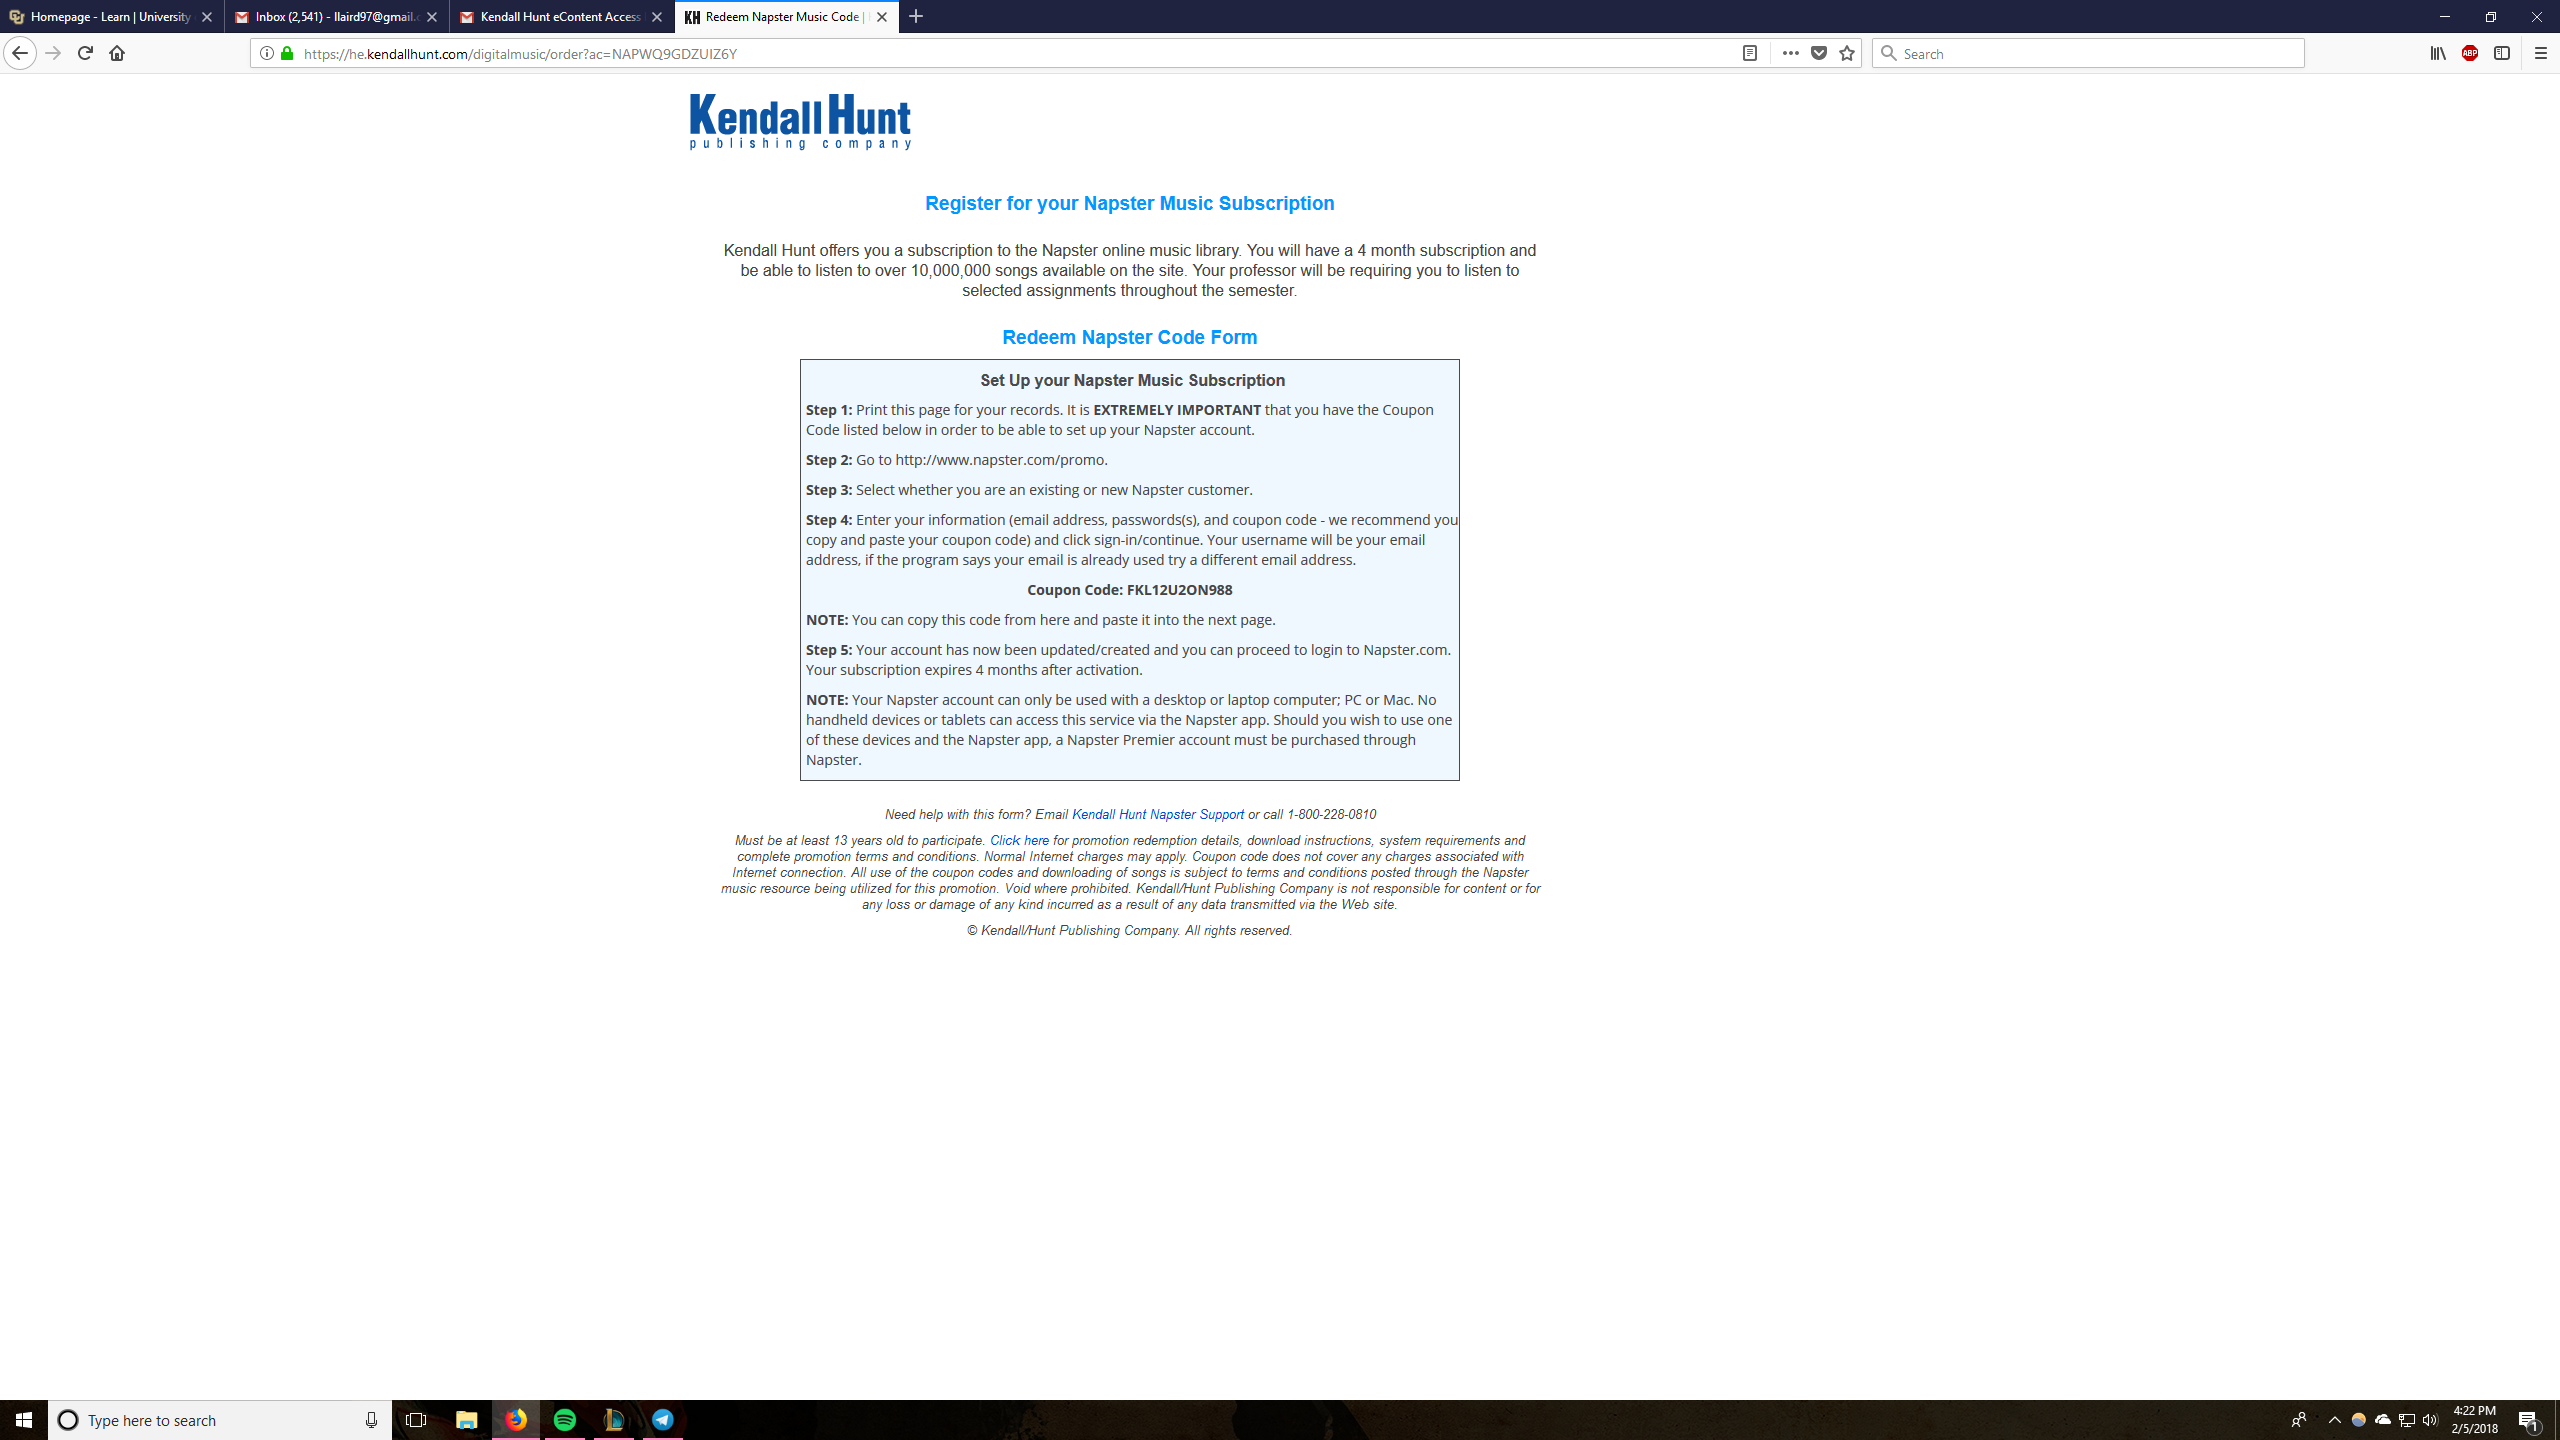 Homepage - Learn | University
Inbox (2,541) - llaird97@gmail.c
Kendall Hunt eContent Access
KH Redeem Napster Music Code |
https://he.kendallhunt.com/digitalmusic/order?ac=NAPWQ9GDZUIZ6Y
Search
ABP
Kendall Hunt
publishing company
Register for your Napster Music Subscription
Kendall Hunt offers you a subscription to the Napster online music library. You will have a 4 month subscription and
be able to listen to over 10,000,000 songs available on the site. Your professor will be requiring you to listen to
selected assignments throughout the semester.
Redeem Napster Code Form
Set Up your Napster Music Subscription
Step 1: Print this page for your records. It is EXTREMELY IMPORTANT that you have the Coupon
Code listed below in order to be able to set up your Napster account.
Step 2: Go to http://www.napster.com/promo.
Step 3: Select whether you are an existing or new Napster customer.
Step 4: Enter your information (email address, passwords(s), and coupon code - we recommend you
copy and paste your coupon code) and click sign-in/continue. Your username will be your email
address, if the program says your email is already used try a different email address.
Coupon Code: FKL12U2ON988
NOTE: You can copy this code from here and paste it into the next page.
Step 5: Your account has now been updated/created and you can proceed to login to Napster.com.
Your subscription expires 4 months after activation.
NOTE: Your Napster account can only be used with a desktop or laptop computer; PC or Mac. No
handheld devices or tablets can access this service via the Napster app. Should you wish to use one
of these devices and the Napster app, a Napster Premier account must be purchased through
Napster.
Need help with this form? Email Kendall Hunt Napster Support or call 1-800-228-0810
Must be at least 13 years old to participate. Click here for promotion redemption details, download instructions, system requirements and
complete promotion terms and conditions. Normal Internet charges may apply. Coupon code does not cover any charges associated with
Internet connection. All use of the coupon codes and downloading of songs is subject to terms and conditions posted through the Napster
music resource being utilized for this promotion. Void where prohibited. Kendall/Hunt Publishing Company is not responsible for content or for
any loss or damage of any kind incurred as a result of any data transmitted via the Web site.
© Kendall/Hunt Publishing Company. All rights reserved.
Type here to search
4:22 PM
2/5/2018
1